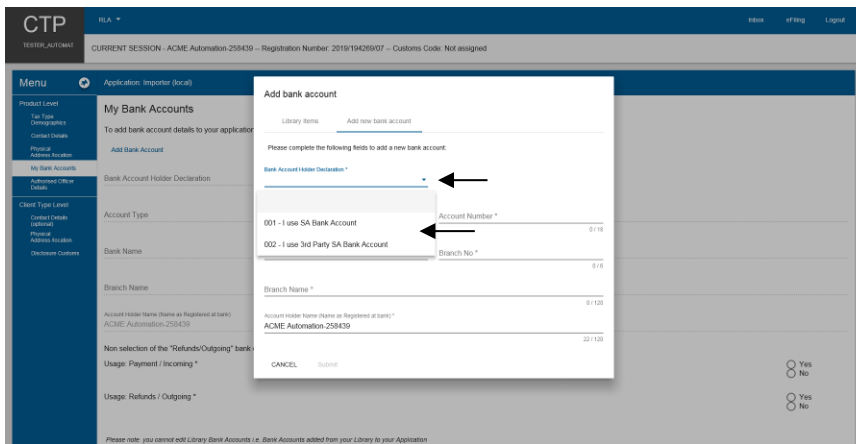 CTP
RLA
Inbox
eFiling
Logout
TESTER_AUTOMAT
CURRENT SESSION - ACME Automation-258439 -- Registration Number: 2019/194269/07 -- Customs Code: Not assigned
Menu
Application: Importer (local)
Product Level
Tax Type
Demographics
Contact Details
Physical
Address /location
My Bank Accounts
Authorised Officer
Details
Client Type Level
Contact Details
(optional)
Physical
Address /location
Disclosure Customs
My Bank Accounts
To add bank account details to your application
Add Bank Account
Bank Account Holder Declaration
Account Type
Bank Name
Branch Name
Account Holder Name (Name as Registered at bank)
ACME Automation-258439
Non selection of the "Refunds/Outgoing" bank
Usage: Payment / Incoming *
Yes
No
Usage: Refunds / Outgoing *
Yes
No
Please note: you cannot edit Library Bank Accounts i.e. Bank Accounts added from your Library to your Application
Add bank account
Library Items
Add new bank account
Please complete the following fields to add a new bank account:
Bank Account Holder Declaration *
001 - I use SA Bank Account
002 - I use 3rd Party SA Bank Account
Account Number *
0 / 16
Branch No *
0 / 6
Branch Name *
0 / 120
Account Holder Name (Name as Registered at bank) *
ACME Automation-258439
22 / 120
CANCEL
Submit